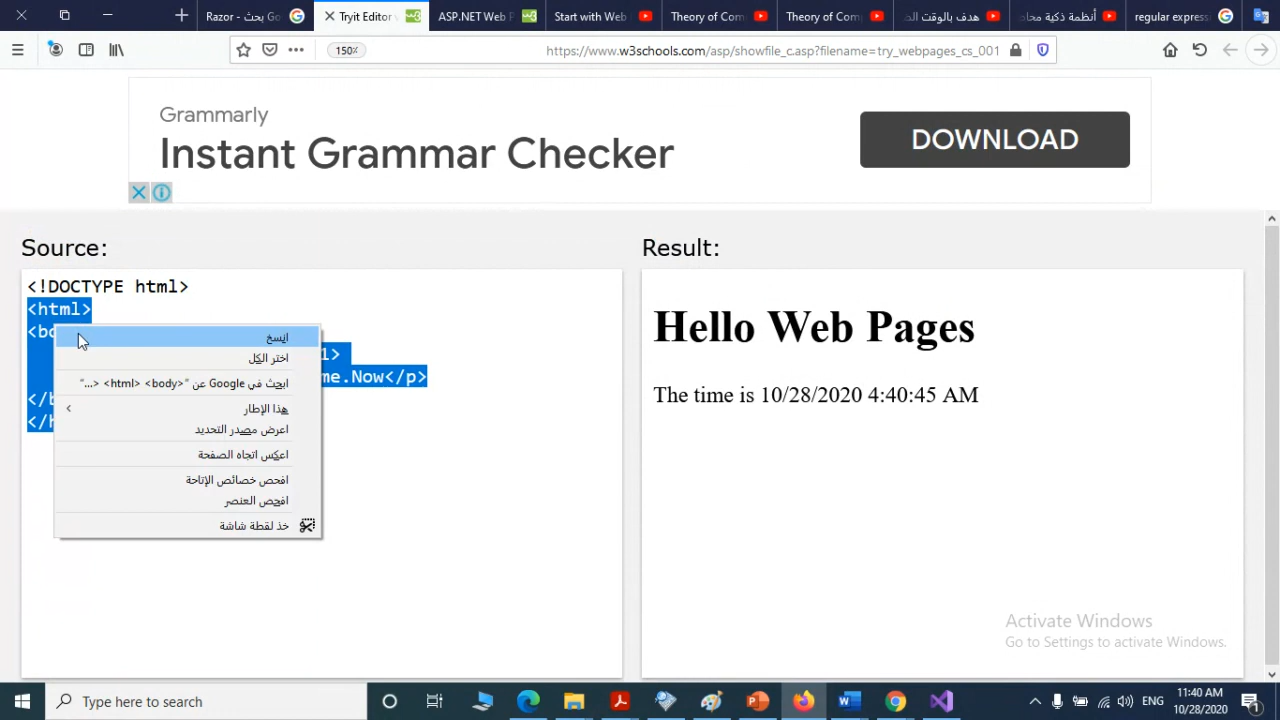 Razor - بحث Go
Tryit Editor
ASP.NET Web P
Start with Web
Theory of Com
Theory of Com
هدف بالوقت الض
أنظمة ذكية محاد
regular express
150%
https://www.w3schools.com/asp/showfile_c.asp?filename=try_webpages_cs_001
Grammarly
Instant Grammar Checker
DOWNLOAD
Source:
<!DOCTYPE html>
<html>
<bo
1>
me.Now</p>
</b
</h
انسخ
اختر الكل
ابحث في Google عن "<html> <body> <…"
هذا الإطار
اعرض مصدر التحديد
اعكس اتجاه الصفحة
افحص خصائص الإتاحة
افحص العنصر
خذ لقطة شاشة
Result:
Hello Web Pages
The time is 10/28/2020 4:40:45 AM
Activate Windows
Go to Settings to activate Windows.
Type here to search
ENG
11:40 AM
10/28/2020